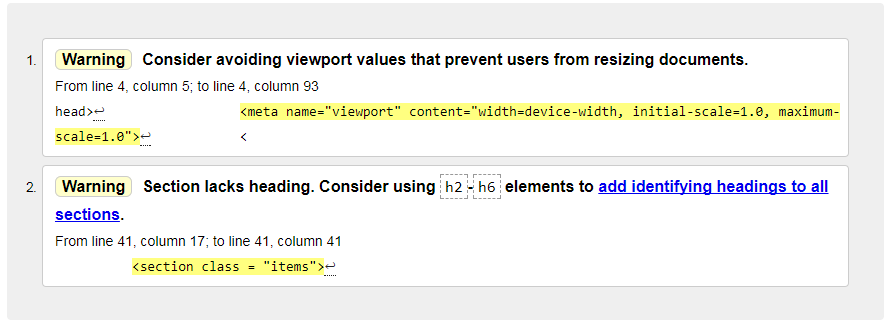 1. Warning Consider avoiding viewport values that prevent users from resizing documents.
From line 4, column 5; to line 4, column 93
head>↩ <meta name="viewport" content="width=device-width, initial-scale=1.0, maximum-
scale=1.0">↩ <
2. Warning Section lacks heading. Consider using h2-h6 elements to add identifying headings to all
sections.
From line 41, column 17; to line 41, column 41
<section class = "items">↩